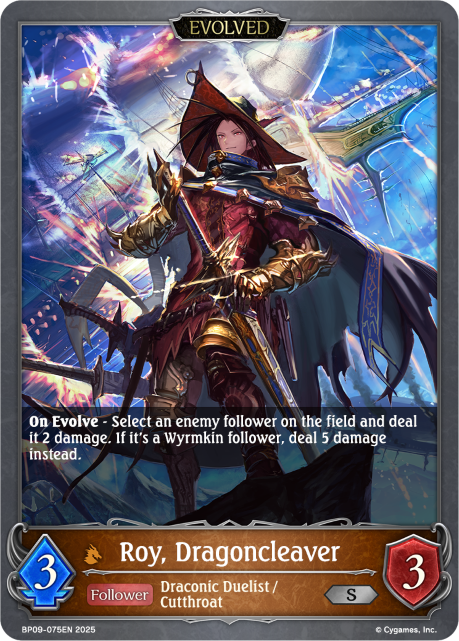 EVOLVED
On Evolve - Select an enemy follower on the field and deal
it 2 damage. If it's a Wyrmkin follower, deal 5 damage
instead.
Roy, Dragoncleaver
3
3
Follower
Draconic Duelist /
Cutthroat
S
BP09-075EN 2025
© Cygames, Inc.